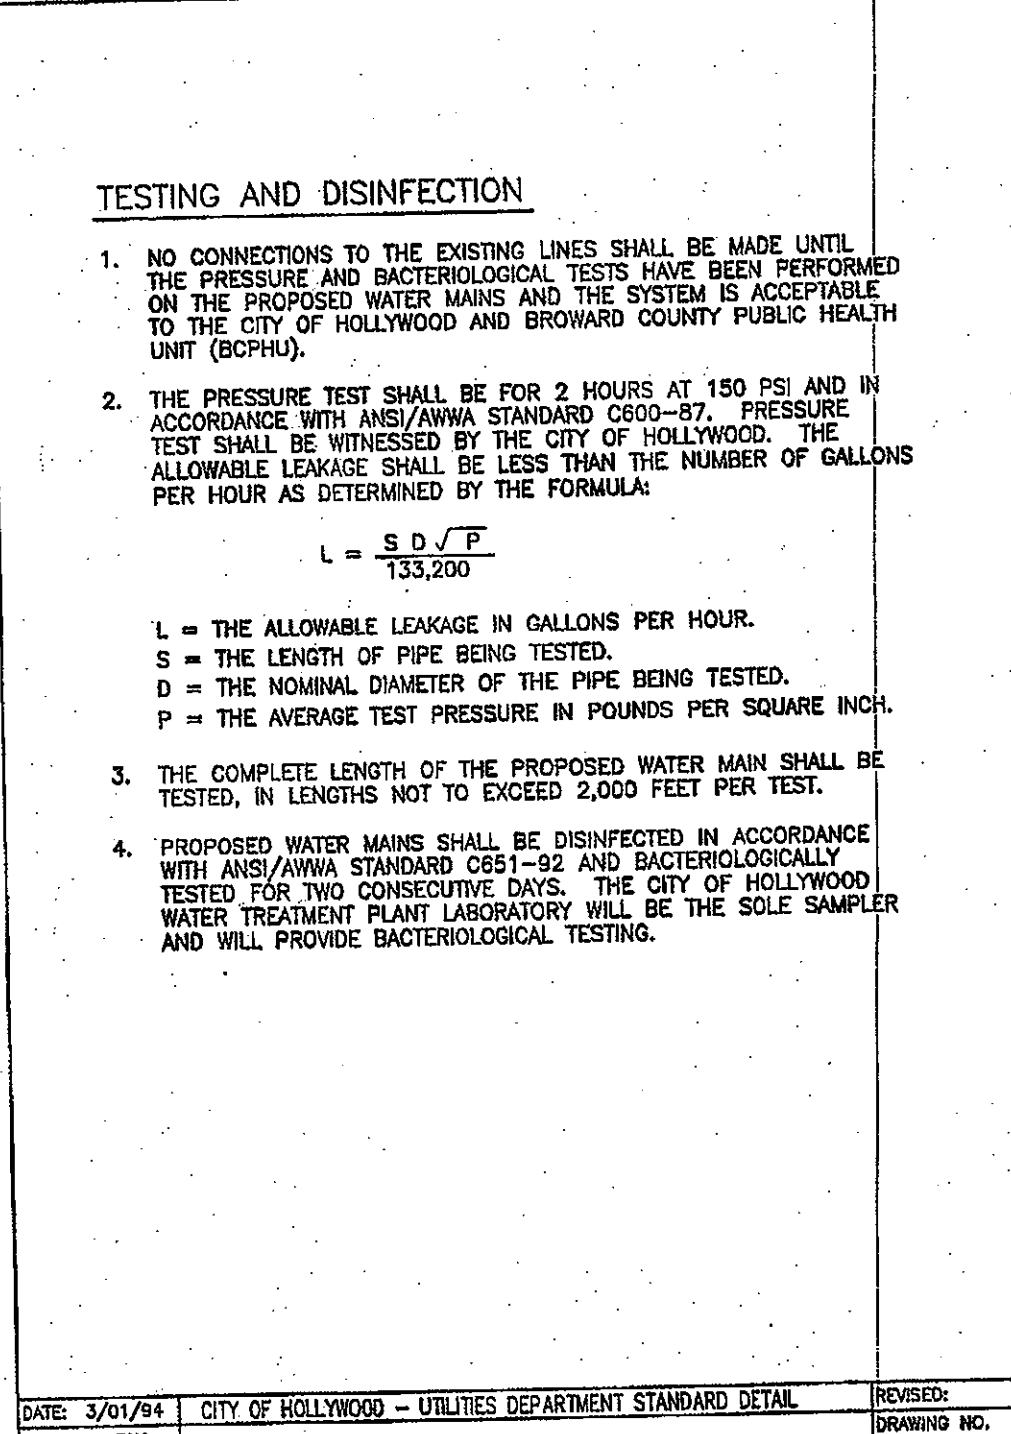 TESTING AND DISINFECTION
1. NO CONNECTIONS TO THE EXISTING LINES SHALL BE MADE UNTIL
THE PRESSURE AND BACTERIOLOGICAL TESTS HAVE BEEN PERFORMED
ON THE PROPOSED WATER MAINS AND THE SYSTEM IS ACCEPTABLE
TO THE CITY OF HOLLYWOOD AND BROWARD COUNTY PUBLIC HEALTH
UNIT (BCPHU).
2. THE PRESSURE TEST SHALL BE FOR 2 HOURS AT 150 PSI AND IN
ACCORDANCE WITH ANSI/AWWA STANDARD C600-87. PRESSURE
TEST SHALL BE WITNESSED BY THE CITY OF HOLLYWOOD. THE
ALLOWABLE LEAKAGE SHALL BE LESS THAN THE NUMBER OF GALLONS
PER HOUR AS DETERMINED BY THE FORMULA:
L = S D √ P
133,200
L = THE ALLOWABLE LEAKAGE IN GALLONS PER HOUR.
S = THE LENGTH OF PIPE BEING TESTED.
D = THE NOMINAL DIAMETER OF THE PIPE BEING TESTED.
P = THE AVERAGE TEST PRESSURE IN POUNDS PER SQUARE INCH.
3. THE COMPLETE LENGTH OF THE PROPOSED WATER MAIN SHALL BE
TESTED, IN LENGTHS NOT TO EXCEED 2,000 FEET PER TEST.
4. PROPOSED WATER MAINS SHALL BE DISINFECTED IN ACCORDANCE
WITH ANSI/AWWA STANDARD C651-92 AND BACTERIOLOGICALLY
TESTED FOR TWO CONSECUTIVE DAYS. THE CITY OF HOLLYWOOD
WATER TREATMENT PLANT LABORATORY WILL BE THE SOLE SAMPLER
AND WILL PROVIDE BACTERIOLOGICAL TESTING.
DATE: 3/01/94 CITY OF HOLLYWOOD - UTILITIES DEPARTMENT STANDARD DETAIL REVISED:
DRAWING NO.